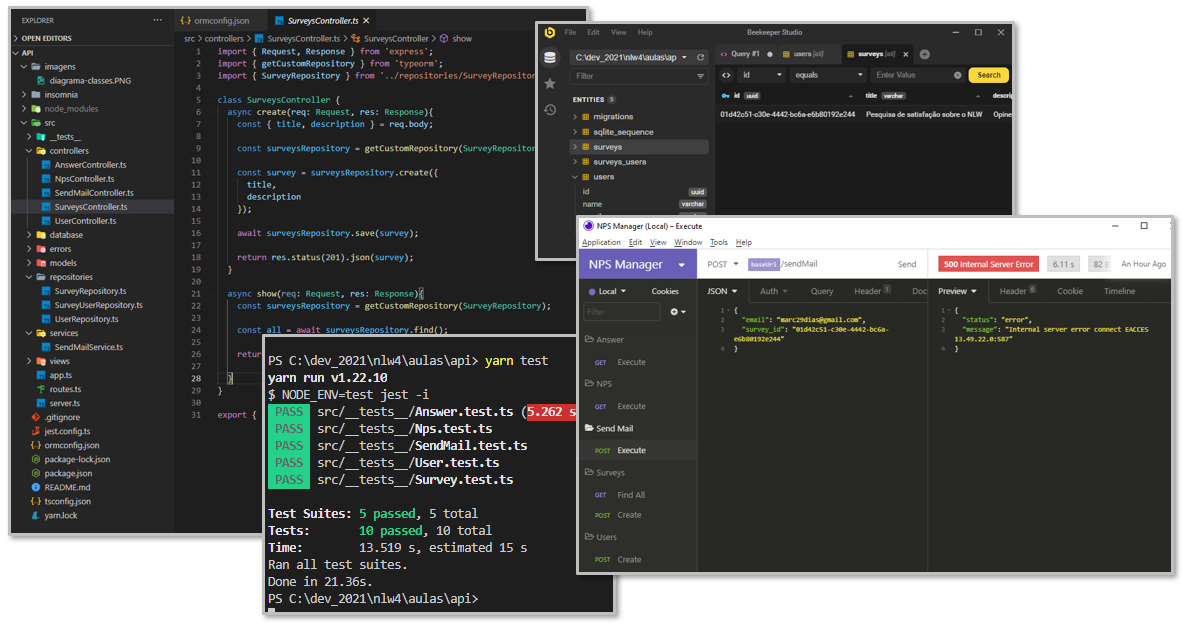 EXPLORER
OPEN EDITORS
API
imagens
diagrama-classes.PNG
insomnia
node_modules
src
__tests__
controllers
AnswerController.ts
NpsController.ts
SendMailController.ts
SurveysController.ts
UserController.ts
database
errors
models
repositories
SurveyRepository.ts
SurveyUserRepository.ts
UserRepository.ts
services
SendMailService.ts
views
app.ts
routes.ts
server.ts
.gitignore
jest.config.ts
ormconfig.json
package-lock.json
package.json
README.md
tsconfig.json
yarn.lock
ormconfig.json
SurveysController.ts
src > controllers > SurveysController.ts > SurveysController > show
1 import { Request, Response } from 'express';
2 import { getCustomRepository } from 'typeorm';
3 import { SurveyRepository } from '../repositories/SurveyRepositor
4
5 class SurveysController {
6 async create(req: Request, res: Response){
7 const { title, description } = req.body;
8
9 const surveysRepository = getCustomRepository(SurveyRepositor
10
11 const survey = surveysRepository.create({
12 title,
13 description
14 });
15
16 await surveysRepository.save(survey);
17
18 return res.status(201).json(survey);
19 }
20
21 async show(req: Request, res: Response){
22 const surveysRepository = getCustomRepository(SurveyRepository);
23
24 const all = await surveysRepository.find();
25
26 retur
27
28 }
29 }
30
31 export {
Beekeeper Studio
File Edit View Help
C:\dev_2021\nlw4\aulas\ap
Filter
ENTITIES 5
migrations
sqlite_sequence
surveys
surveys_users
users
id uuid
name varchar
Query #1
users [all]
surveys [all]
id equals Enter Value Search
id uuid title varchar descrip
01d42c51-c30e-4442-bc6a-e6b80192e244 Pesquisa de satisfação sobre o NLW Opine
PS C:\dev_2021\nlw4\aulas\api> yarn test
yarn run v1.22.10
$ NODE_ENV=test jest -i
PASS src/__tests__/Answer.test.ts (5.262 s
PASS src/__tests__/Nps.test.ts
PASS src/__tests__/SendMail.test.ts
PASS src/__tests__/User.test.ts
PASS src/__tests__/Survey.test.ts
Test Suites: 5 passed, 5 total
Tests: 10 passed, 10 total
Time: 13.519 s, estimated 15 s
Ran all test suites.
Done in 21.36s.
PS C:\dev_2021\nlw4\aulas\api>
NPS Manager (Local) – Execute
Application Edit View Window Tools Help
NPS Manager
POST baseUrl /sendMail Send
500 Internal Server Error 6.11 s 82 B An Hour Ago
Local Cookies
Filter
Answer
GET Execute
NPS
GET Execute
Send Mail
POST Execute
Surveys
GET Find All
POST Create
Users
POST Create
JSON Auth Query Header 1 Doc
1 {
2 "email": "marc29dias@gmail.com",
3 "survey_id": "01d42c51-c30e-4442-bc6a-
e6b80192e244"
4 }
Preview Header 6 Cookie Timeline
1 {
2 "status": "error",
3 "message": "Internal server error connect EACCES
13.49.22.0:587"
4 }